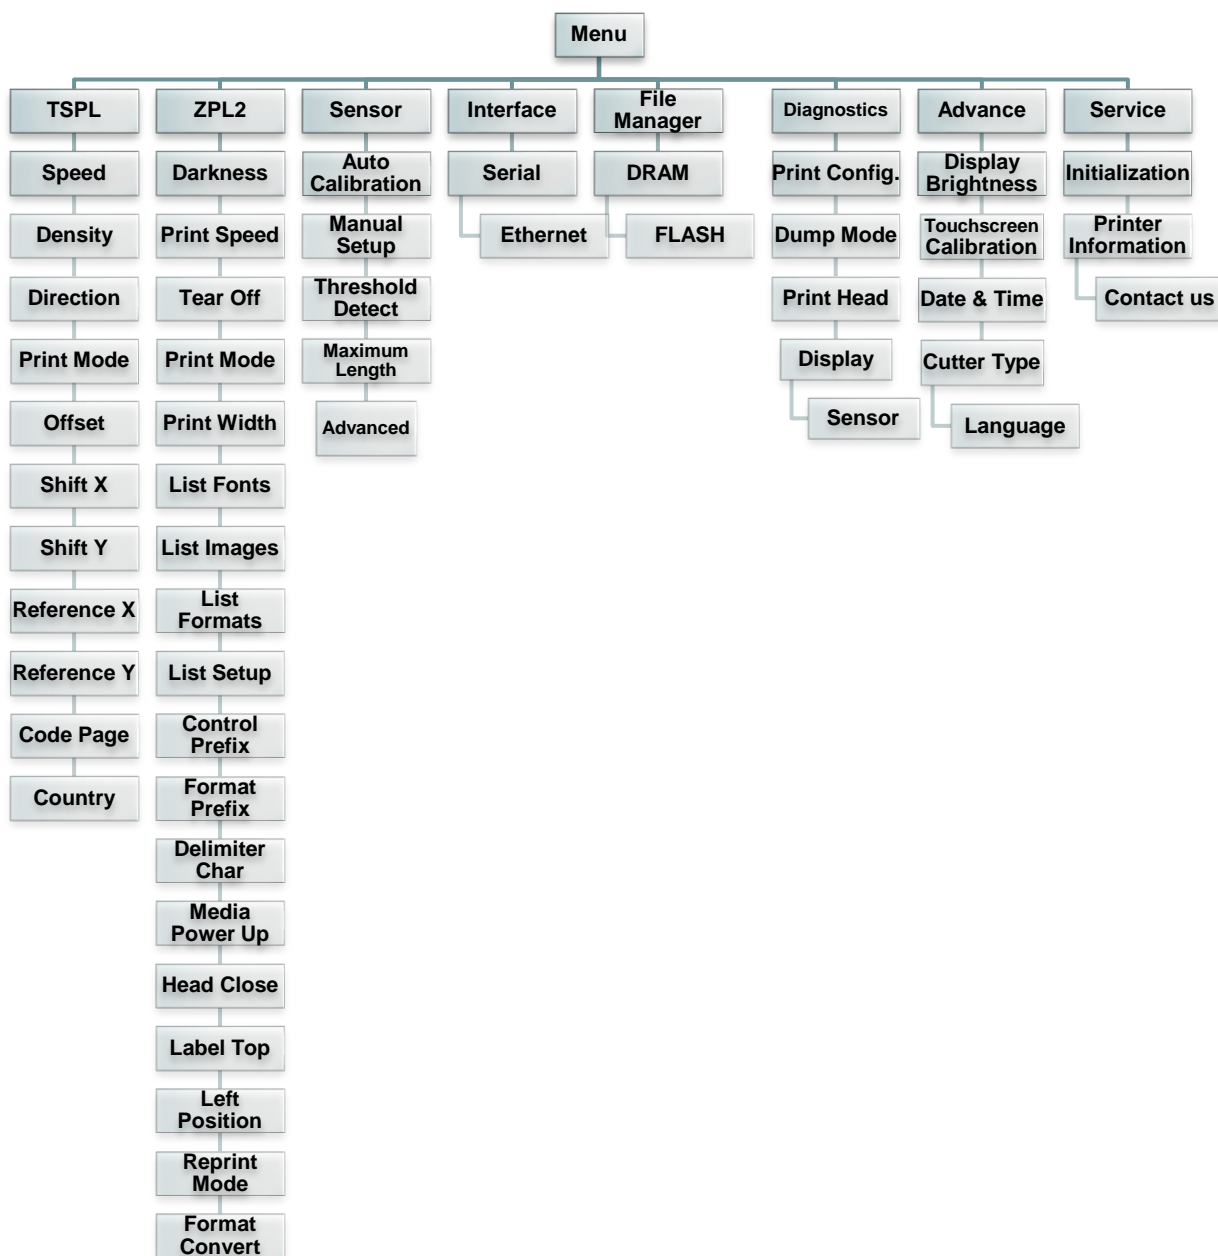 Menu
TSPL
Speed
Density
Direction
Print Mode
Offset
Shift X
Shift Y
Reference X
Reference Y
Code Page
Country
ZPL2
Darkness
Print Speed
Tear Off
Print Mode
Print Width
List Fonts
List Images
List
Formats
List Setup
Control
Prefix
Format
Prefix
Delimiter
Char
Media
Power Up
Head Close
Label Top
Left
Position
Reprint
Mode
Format
Convert
Sensor
Auto
Calibration
Manual
Setup
Threshold
Detect
Maximum
Length
Advanced
Interface
Serial
Ethernet
File
Manager
DRAM
FLASH
Diagnostics
Print Config.
Dump Mode
Print Head
Display
Sensor
Advance
Display
Brightness
Touchscreen
Calibration
Date & Time
Cutter Type
Language
Service
Initialization
Printer
Information
Contact us